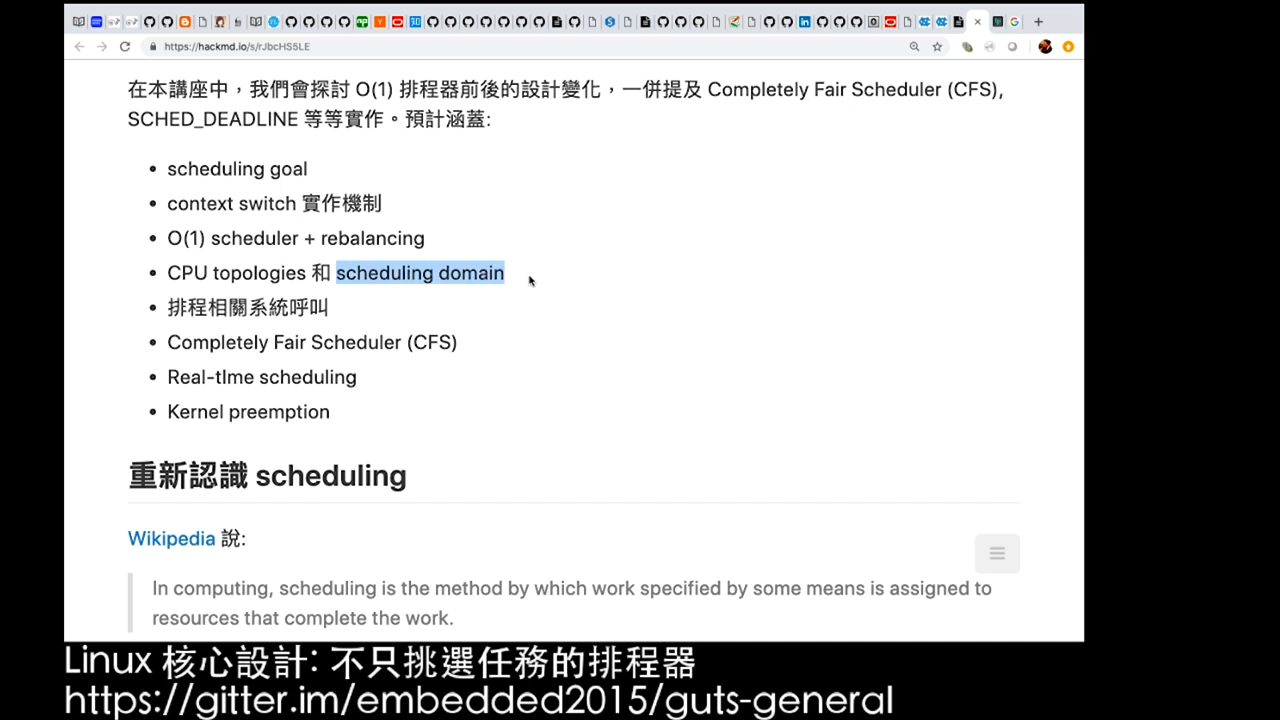 https://hackmd.io/s/rJbcHS5LE
在本講座中，我們會探討 O(1) 排程器前後的設計變化，一併提及 Completely Fair Scheduler (CFS),
SCHED_DEADLINE 等等實作。預計涵蓋:
• scheduling goal
• context switch 實作機制
• O(1) scheduler + rebalancing
• CPU topologies 和 scheduling domain
• 排程相關系統呼叫
• Completely Fair Scheduler (CFS)
• Real-tIme scheduling
• Kernel preemption
重新認識 scheduling
Wikipedia 說:
In computing, scheduling is the method by which work specified by some means is assigned to
resources that complete the work.
Linux 核心設計: 不只挑選任務的排程器
https://gitter.im/embedded2015/guts-general